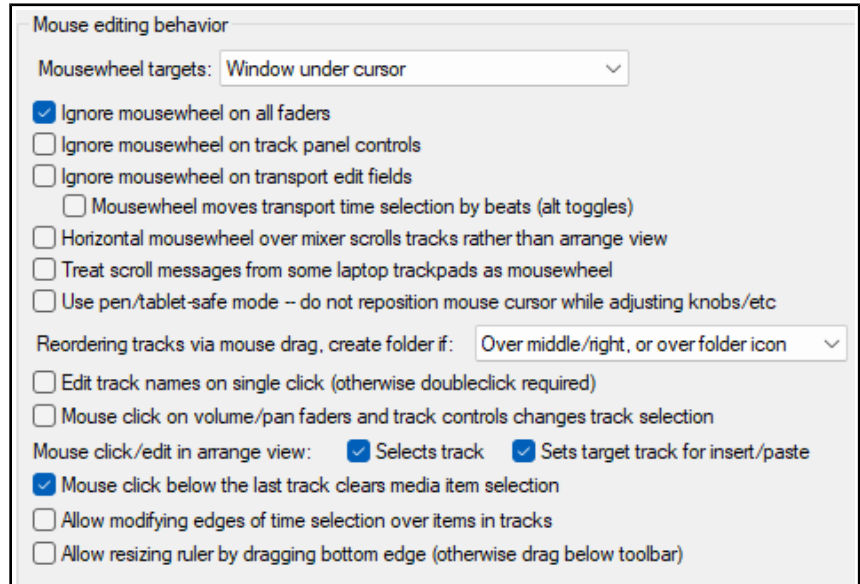 Mouse editing behavior
Mousewheel targets: Window under cursor
Ignore mousewheel on all faders
Ignore mousewheel on track panel controls
Ignore mousewheel on transport edit fields
Mousewheel moves transport time selection by beats (alt toggles)
Horizontal mousewheel over mixer scrolls tracks rather than arrange view
Treat scroll messages from some laptop trackpads as mousewheel
Use pen/tablet-safe mode -- do not reposition mouse cursor while adjusting knobs/etc
Reordering tracks via mouse drag, create folder if: Over middle/right, or over folder icon
Edit track names on single click (otherwise doubleclick required)
Mouse click on volume/pan faders and track controls changes track selection
Mouse click/edit in arrange view: Selects track Sets target track for insert/paste
Mouse click below the last track clears media item selection
Allow modifying edges of time selection over items in tracks
Allow resizing ruler by dragging bottom edge (otherwise drag below toolbar)